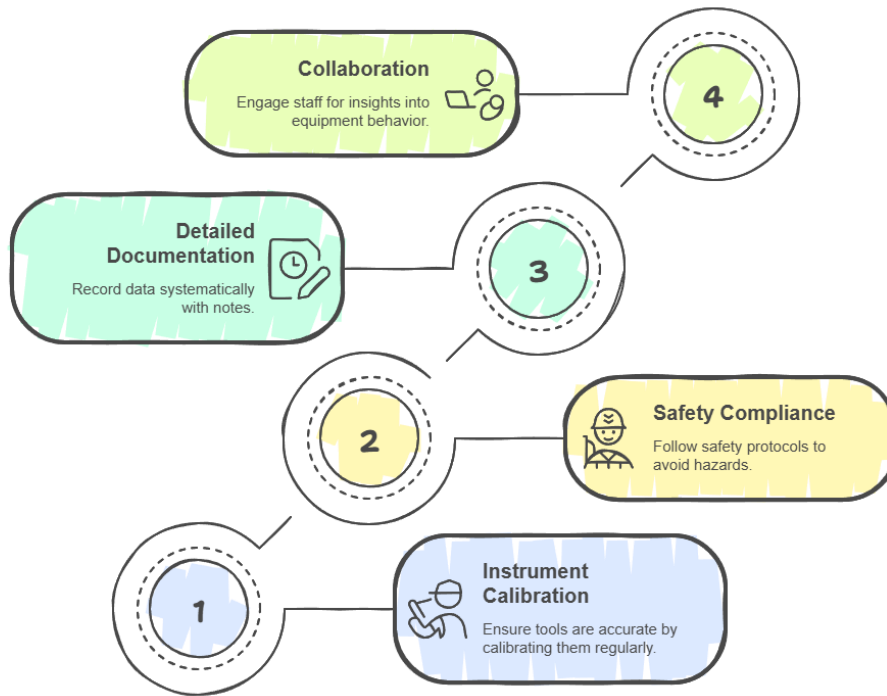 Collaboration
Engage staff for insights into
equipment behavior.
4
Detailed
Documentation
Record data systematically
with notes.
3
2
Safety Compliance
Follow safety protocols to
avoid hazards.
1
Instrument
Calibration
Ensure tools are accurate by
calibrating them regularly.